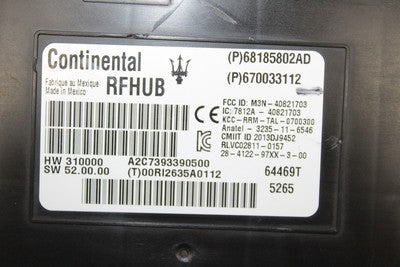 Continental
RFHUB
Fabriqué au Mexique
Made in Mexico
(P)68185802AD
(P)670033112
FCC ID: M3N-40821703
IC: 7812A - 40821703
KCC-RRM-TAL-0700300
Anatel - 3235-11-6546
CMIIT ID 2013DJ9452
RLVC02811-0157
28-4122-97XX-3-00
CE
HW 310000
A2C7393390500
SW 52.00.00
(T)00RI2635A0112
64469T
5265